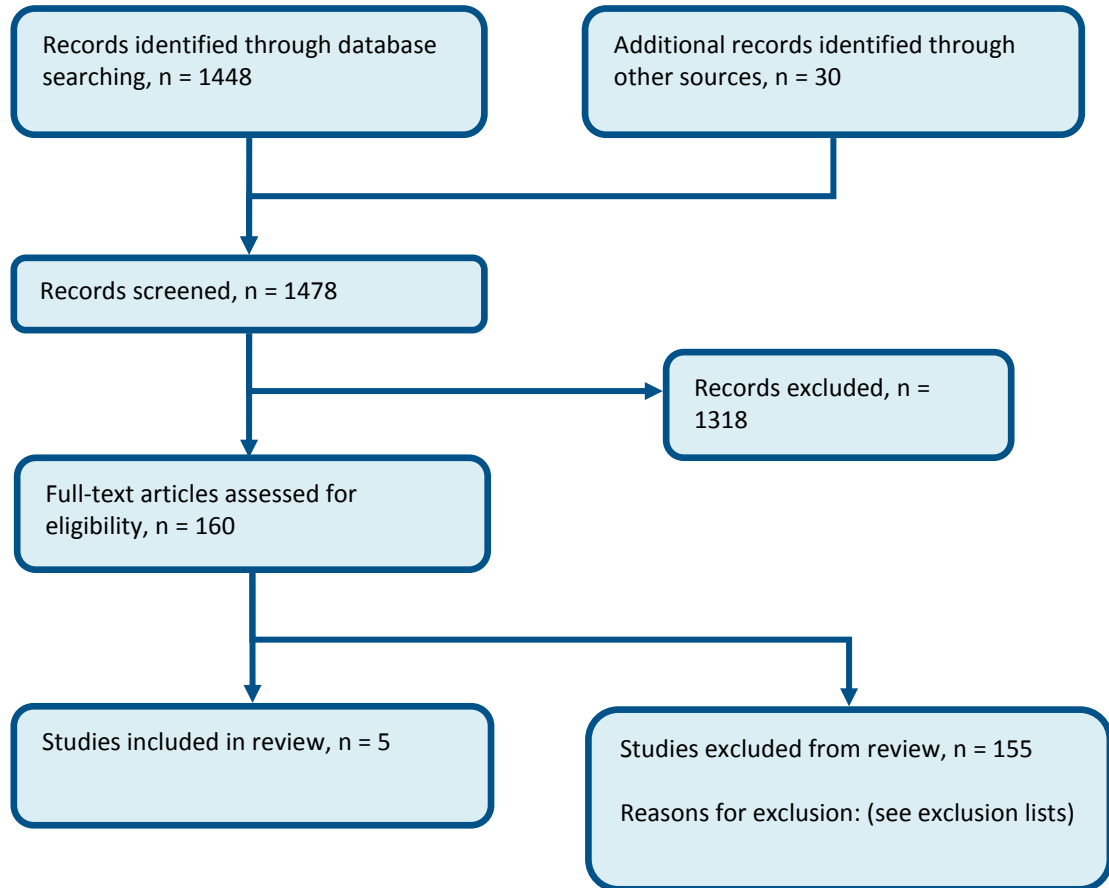 Records identified through database
searching, n = 1448
Additional records identified through
other sources, n = 30
Records screened, n = 1478
Records excluded, n =
1318
Full-text articles assessed for
eligibility, n = 160
Studies included in review, n = 5
Studies excluded from review, n = 155
Reasons for exclusion: (see exclusion lists)